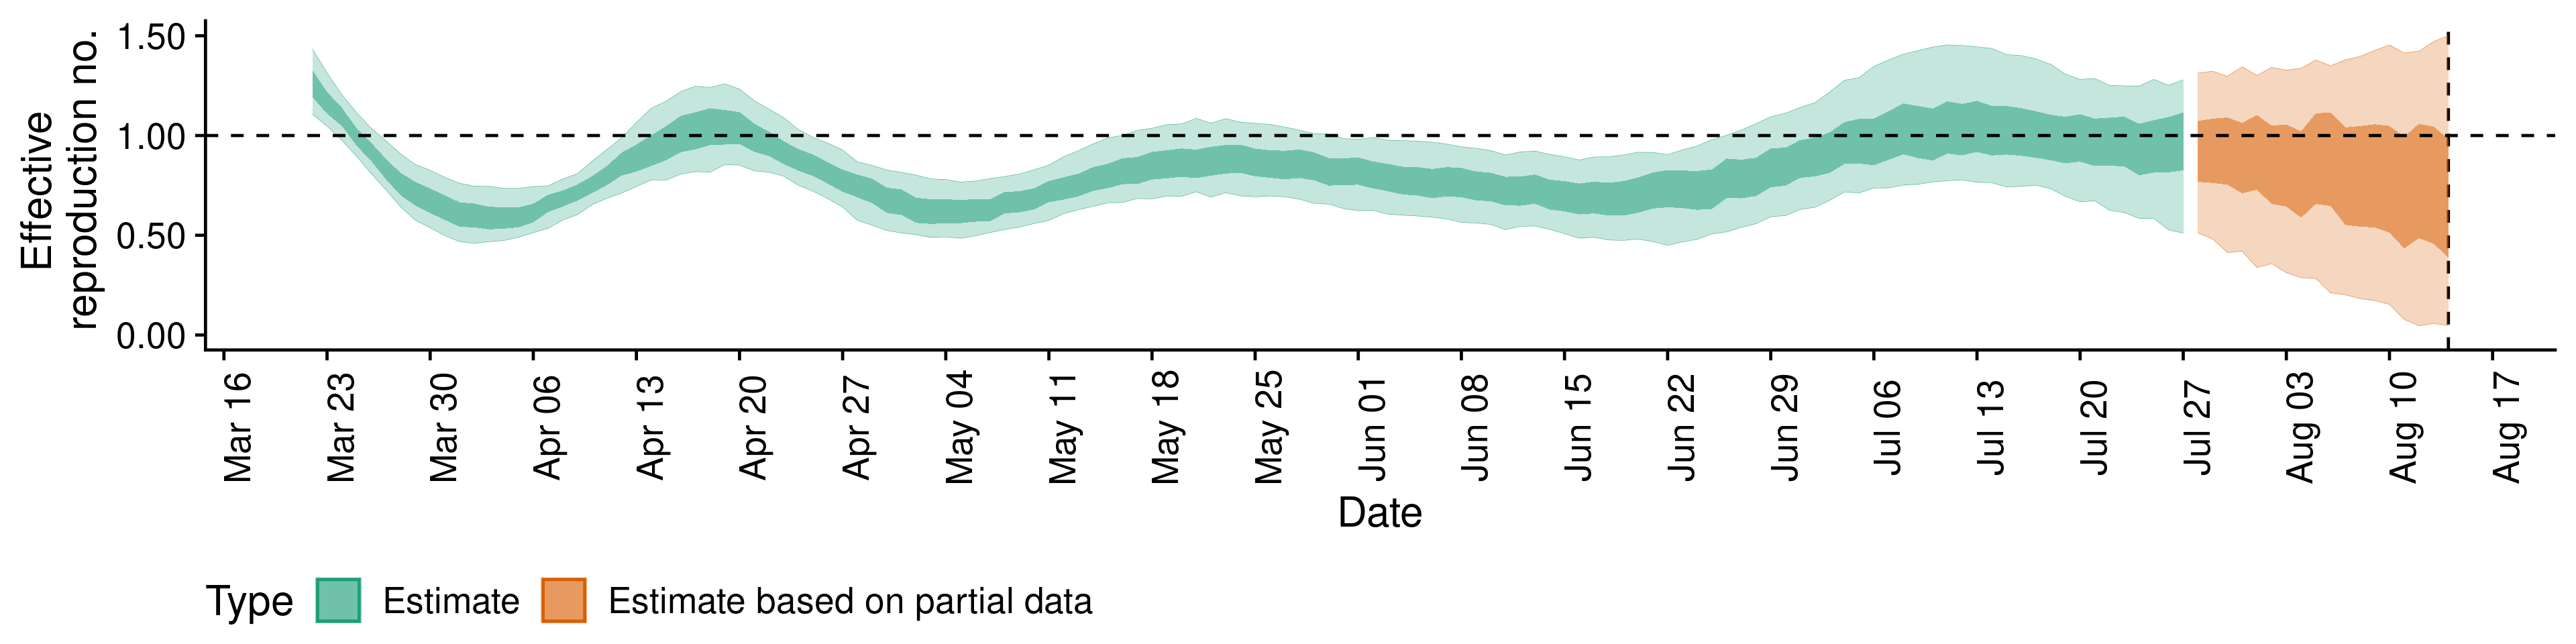 Effective
reproduction no.
1.50
1.00
0.50
0.00
Mar 16
Mar 23
Mar 30
Apr 06
Apr 13
Apr 20
Apr 27
May 04
May 11
May 18
May 25
Jun 01
Jun 08
Jun 15
Jun 22
Jun 29
Jul 06
Jul 13
Jul 20
Jul 27
Aug 03
Aug 10
Aug 17
Date
Type Estimate Estimate based on partial data